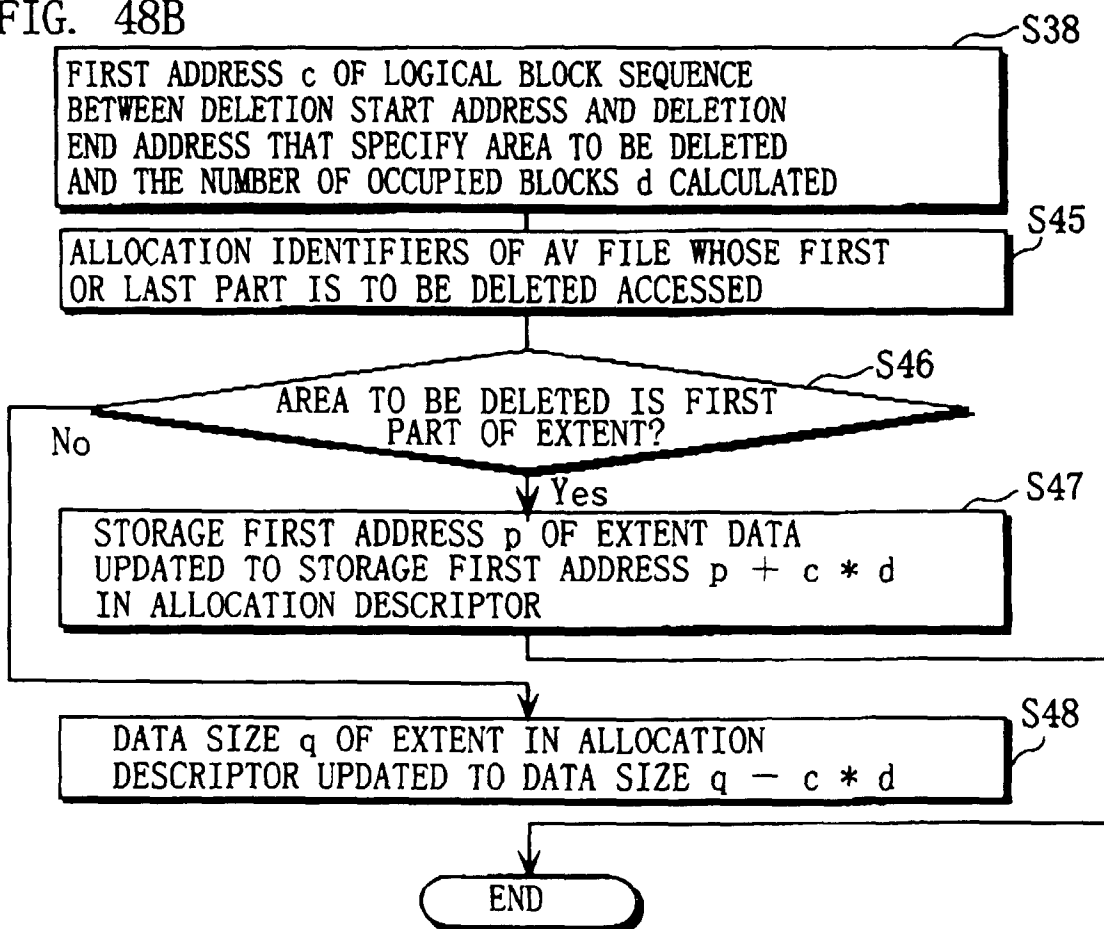 FIG. 48B
S38
FIRST ADDRESS c OF LOGICAL BLOCK SEQUENCE
BETWEEN DELETION START ADDRESS AND DELETION
END ADDRESS THAT SPECIFY AREA TO BE DELETED
AND THE NUMBER OF OCCUPIED BLOCKS d CALCULATED
S45
ALLOCATION IDENTIFIERS OF AV FILE WHOSE FIRST
OR LAST PART IS TO BE DELETED ACCESSED
S46
AREA TO BE DELETED IS FIRST
PART OF EXTENT?
No
Yes
S47
STORAGE FIRST ADDRESS p OF EXTENT DATA
UPDATED TO STORAGE FIRST ADDRESS p + c * d
IN ALLOCATION DESCRIPTOR
S48
DATA SIZE q OF EXTENT IN ALLOCATION
DESCRIPTOR UPDATED TO DATA SIZE q - c * d
END